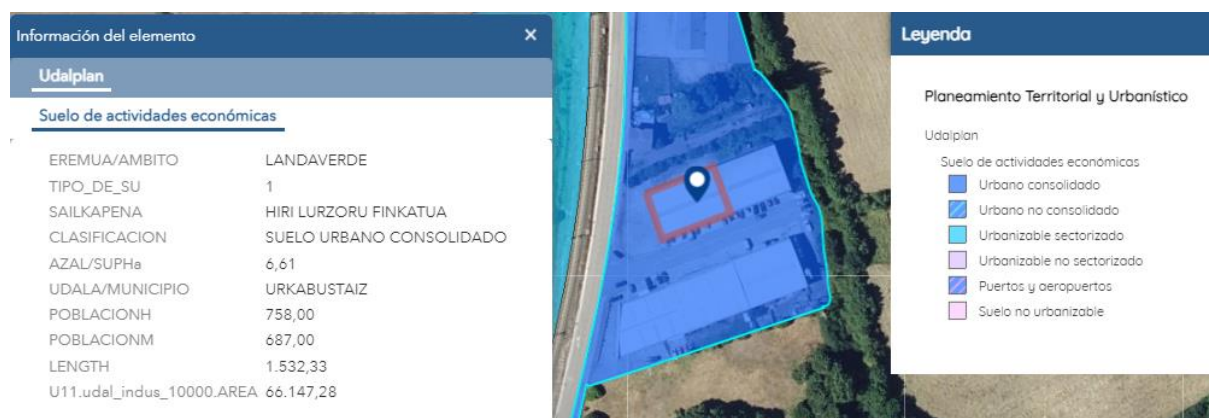 Información del elemento ×
Udalplan
Suelo de actividades económicas
EREMUA/AMBITO LANDAVERDE
TIPO_DE_SU 1
SAILKAPENA HIRI LURZORU FINKATUA
CLASIFICACION SUELO URBANO CONSOLIDADO
AZAL/SUPHa 6,61
UDALA/MUNICIPIO URKABUSTAIZ
POBLACIONH 758,00
POBLACIONM 687,00
LENGTH 1.532,33
U11.udal_indus_10000.AREA 66.147,28
Leyenda
Planeamiento Territorial y Urbanístico
Udalplan
Suelo de actividades económicas
Urbano consolidado
Urbano no consolidado
Urbanizable sectorizado
Urbanizable no sectorizado
Puertos y aeropuertos
Suelo no urbanizable